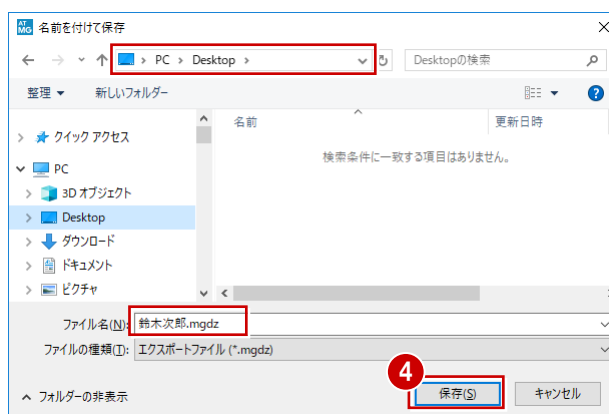 AT MG 名前を付けて保存
PC > Desktop >
Desktopの検索
整理 新しいフォルダー
名前 更新日時
検索条件に一致する項目はありません。
クイック アクセス
PC
3D オブジェクト
Desktop
ダウンロード
ドキュメント
ピクチャ
ファイル名(N): 鈴木次郎.mgdz
ファイルの種類(T): エクスポートファイル (*.mgdz)
4
フォルダーの非表示
保存(S) キャンセル